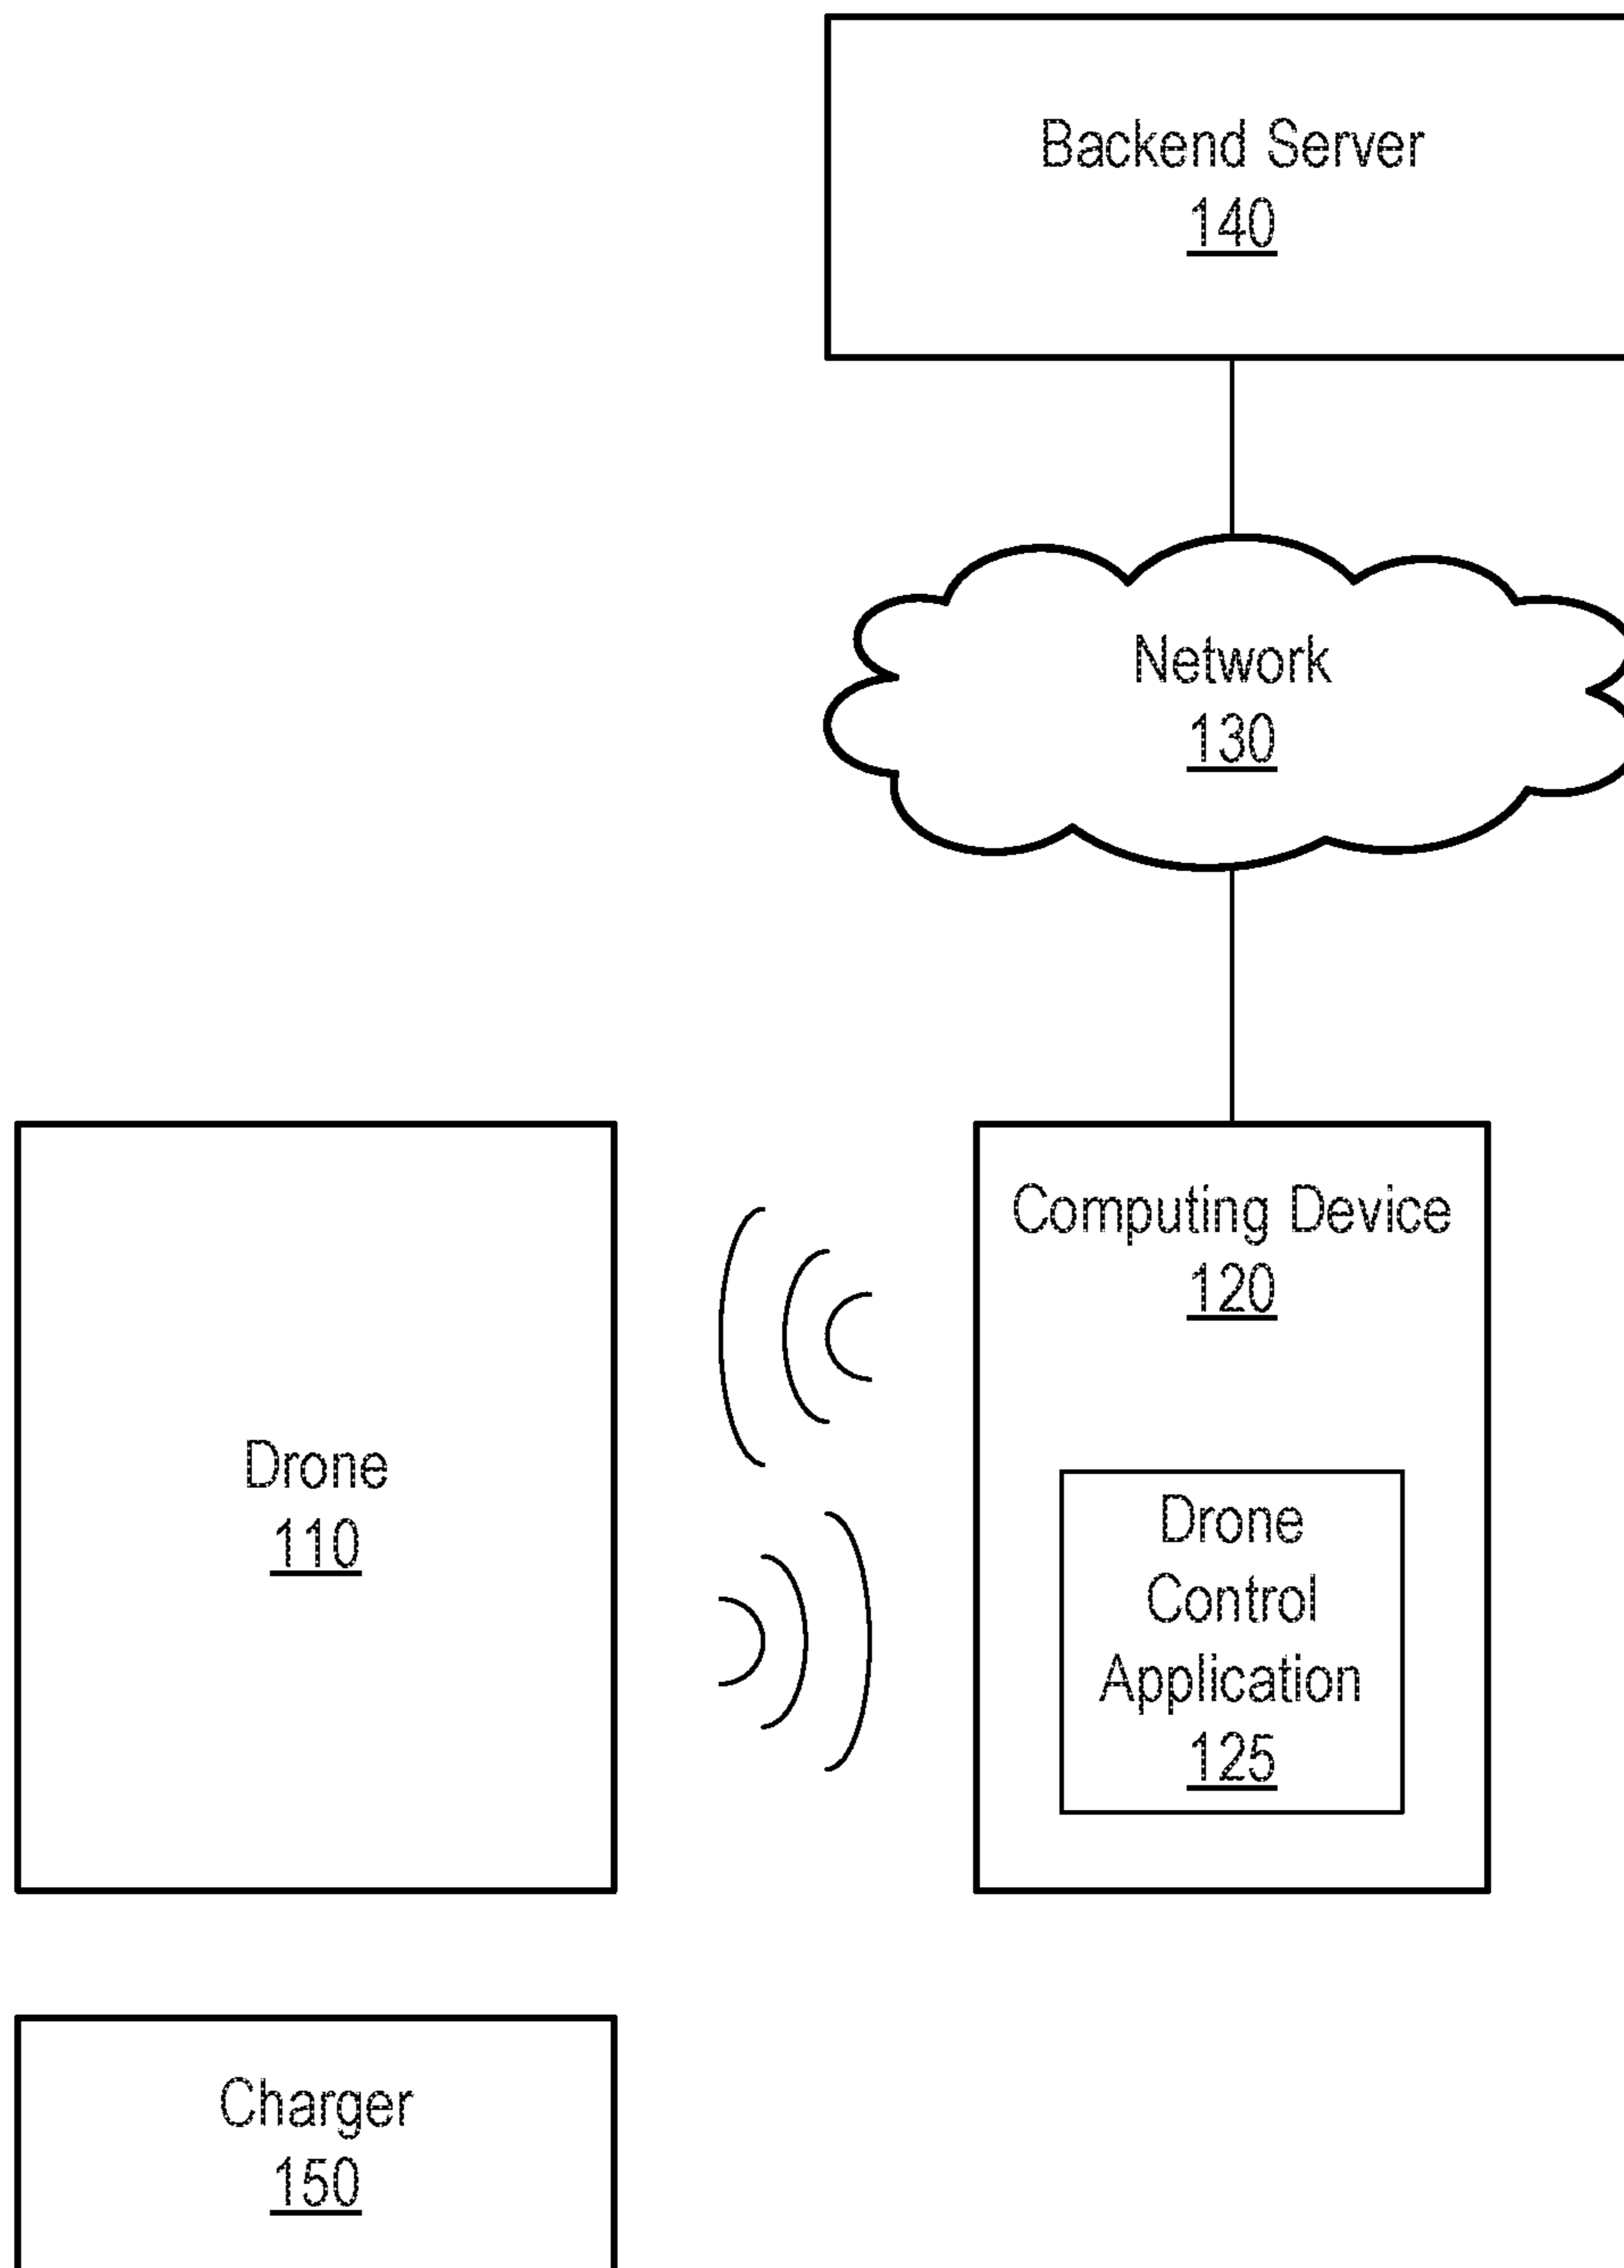 Backend Server
140
Network
130
Computing Device
120
Drone
110
Drone
Control
Application
125
Charger
150